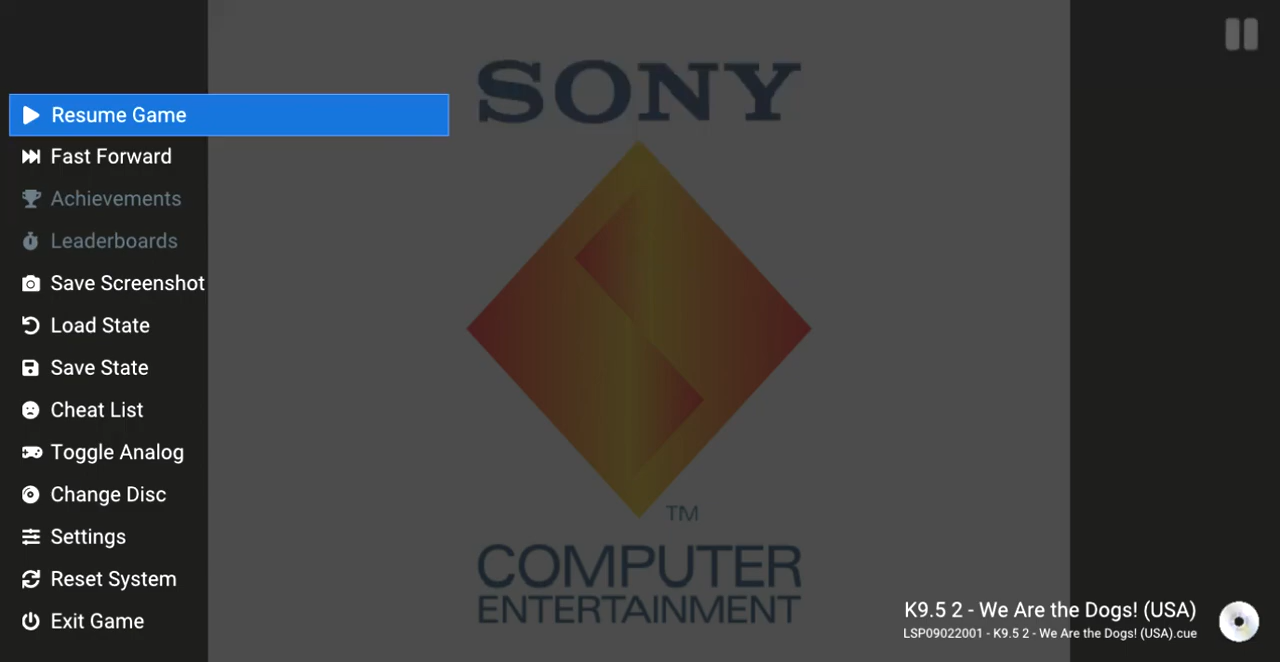 SONY
Resume Game
Fast Forward
Achievements
Leaderboards
Save Screenshot
Load State
Save State
Cheat List
Toggle Analog
Change Disc
Settings
Reset System
Exit Game
TM
COMPUTER
ENTERTAINMENT
K9.5 2 - We Are the Dogs! (USA)
LSP09022001 - K9.5 2 - We Are the Dogs! (USA).cue